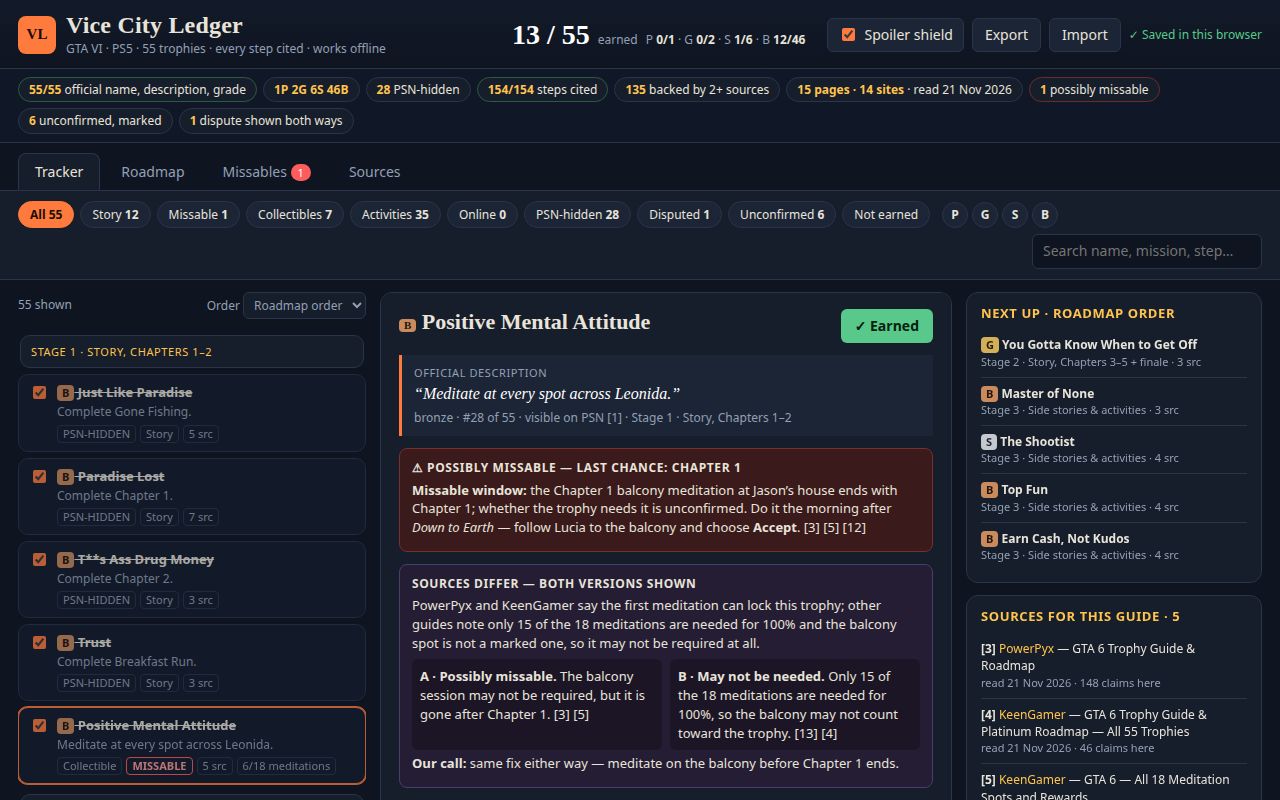 VL
Vice City Ledger
GTA VI · PS5 · 55 trophies · every step cited · works offline
13 / 55 earned P 0/1 · G 0/2 · S 1/6 · B 12/46
Spoiler shield
Export
Import
✓ Saved in this browser
55/55 official name, description, grade
1P 2G 6S 46B
28 PSN-hidden
154/154 steps cited
135 backed by 2+ sources
15 pages · 14 sites · read 21 Nov 2026
1 possibly missable
6 unconfirmed, marked
1 dispute shown both ways
Tracker
Roadmap
Missables 1
Sources
All 55
Story 12
Missable 1
Collectibles 7
Activities 35
Online 0
PSN-hidden 28
Disputed 1
Unconfirmed 6
Not earned
P
G
S
B
Search name, mission, step...
55 shown
Order Roadmap order
STAGE 1 · STORY, CHAPTERS 1–2
B Just Like Paradise
Complete Gone Fishing.
PSN-HIDDEN Story 5 src
B Paradise Lost
Complete Chapter 1.
PSN-HIDDEN Story 7 src
B T**s Ass Drug Money
Complete Chapter 2.
PSN-HIDDEN Story 3 src
B Trust
Complete Breakfast Run.
PSN-HIDDEN Story 3 src
B Positive Mental Attitude
Meditate at every spot across Leonida.
Collectible MISSABLE 5 src 6/18 meditations
B Positive Mental Attitude
✓ Earned
OFFICIAL DESCRIPTION
“Meditate at every spot across Leonida.”
bronze · #28 of 55 · visible on PSN [1] · Stage 1 · Story, Chapters 1–2
⚠ POSSIBLY MISSABLE — LAST CHANCE: CHAPTER 1
Missable window: the Chapter 1 balcony meditation at Jason’s house ends with
Chapter 1; whether the trophy needs it is unconfirmed. Do it the morning after
Down to Earth — follow Lucia to the balcony and choose Accept. [3] [5] [12]
SOURCES DIFFER — BOTH VERSIONS SHOWN
PowerPyx and KeenGamer say the first meditation can lock this trophy; other
guides note only 15 of the 18 meditations are needed for 100% and the balcony
spot is not a marked one, so it may not be required at all.
A · Possibly missable. The balcony
session may not be required, but it is
gone after Chapter 1. [3] [5]
B · May not be needed. Only 15 of
the 18 meditations are needed for
100%, so the balcony may not count
toward the trophy. [13] [4]
Our call: same fix either way — meditate on the balcony before Chapter 1 ends.
NEXT UP · ROADMAP ORDER
G You Gotta Know When to Get Off
Stage 2 · Story, Chapters 3–5 + finale · 3 src
B Master of None
Stage 3 · Side stories & activities · 3 src
S The Shootist
Stage 3 · Side stories & activities · 4 src
B Top Fun
Stage 3 · Side stories & activities · 4 src
B Earn Cash, Not Kudos
Stage 3 · Side stories & activities · 4 src
SOURCES FOR THIS GUIDE · 5
[3] PowerPyx — GTA 6 Trophy Guide &
Roadmap
read 21 Nov 2026 · 148 claims here
[4] KeenGamer — GTA 6 Trophy Guide &
Platinum Roadmap — All 55 Trophies
read 21 Nov 2026 · 46 claims here
[5] KeenGamer — GTA 6 — All 18 Meditation
Spots and Rewards